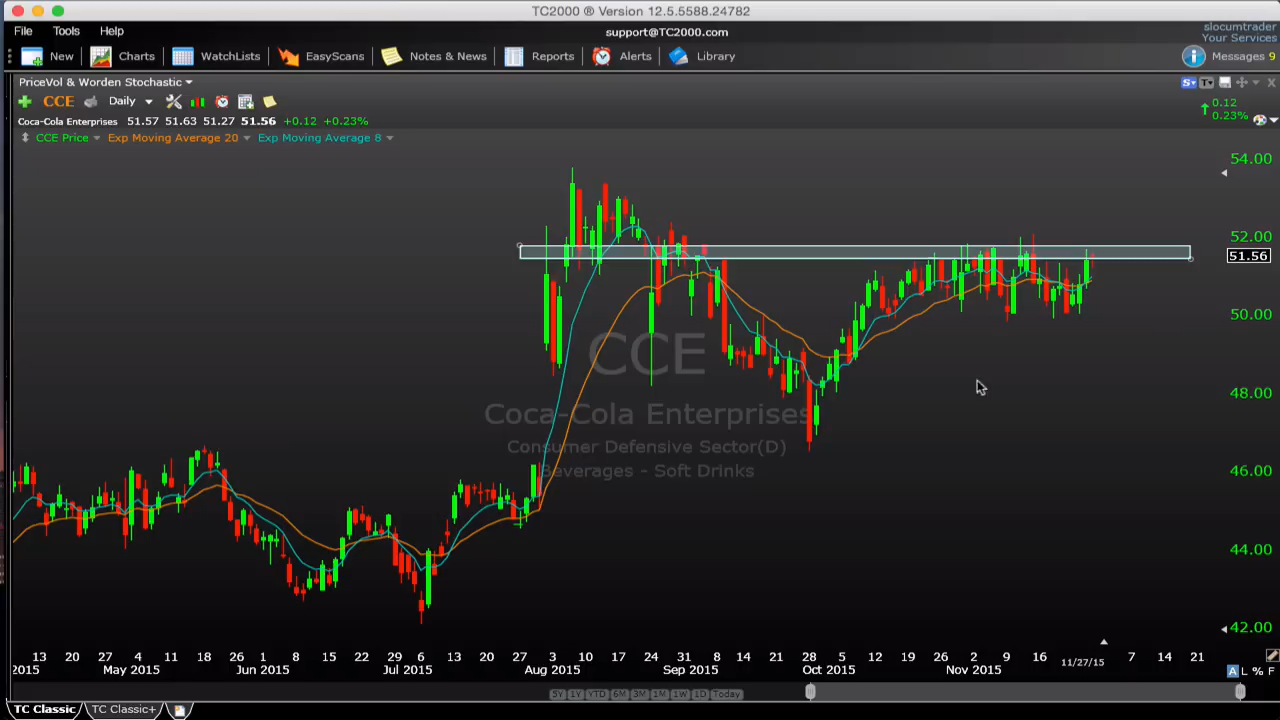 TC2000 ® Version 12.5.5588.24782
File Tools Help
support@TC2000.com
slocumtrader
Your Services
New Charts WatchLists EasyScans Notes & News Reports Alerts Library Messages 9
PriceVol & Worden Stochastic
S T
CCE Daily
0.12
0.23%
Coca-Cola Enterprises 51.57 51.63 51.27 51.56 +0.12 +0.23%
CCE Price Exp Moving Average 20 Exp Moving Average 8
54.00
52.00
51.56
50.00
CCE
48.00
Coca-Cola Enterprises
Consumer Defensive Sector(D)
Beverages - Soft Drinks
46.00
44.00
42.00
13 20 27 4 11 18 26 1 8 15 22 29 6 13 20 27 3 10 17 24 31 8 14 21 28 5 12 19 26 2 9 16 11/27/15 7 14 21
2015 May 2015 Jun 2015 Jul 2015 Aug 2015 Sep 2015 Oct 2015 Nov 2015
A L % F
5Y 1Y YTD 6M 3M 1M 1W 1D Today
TC Classic TC Classic+